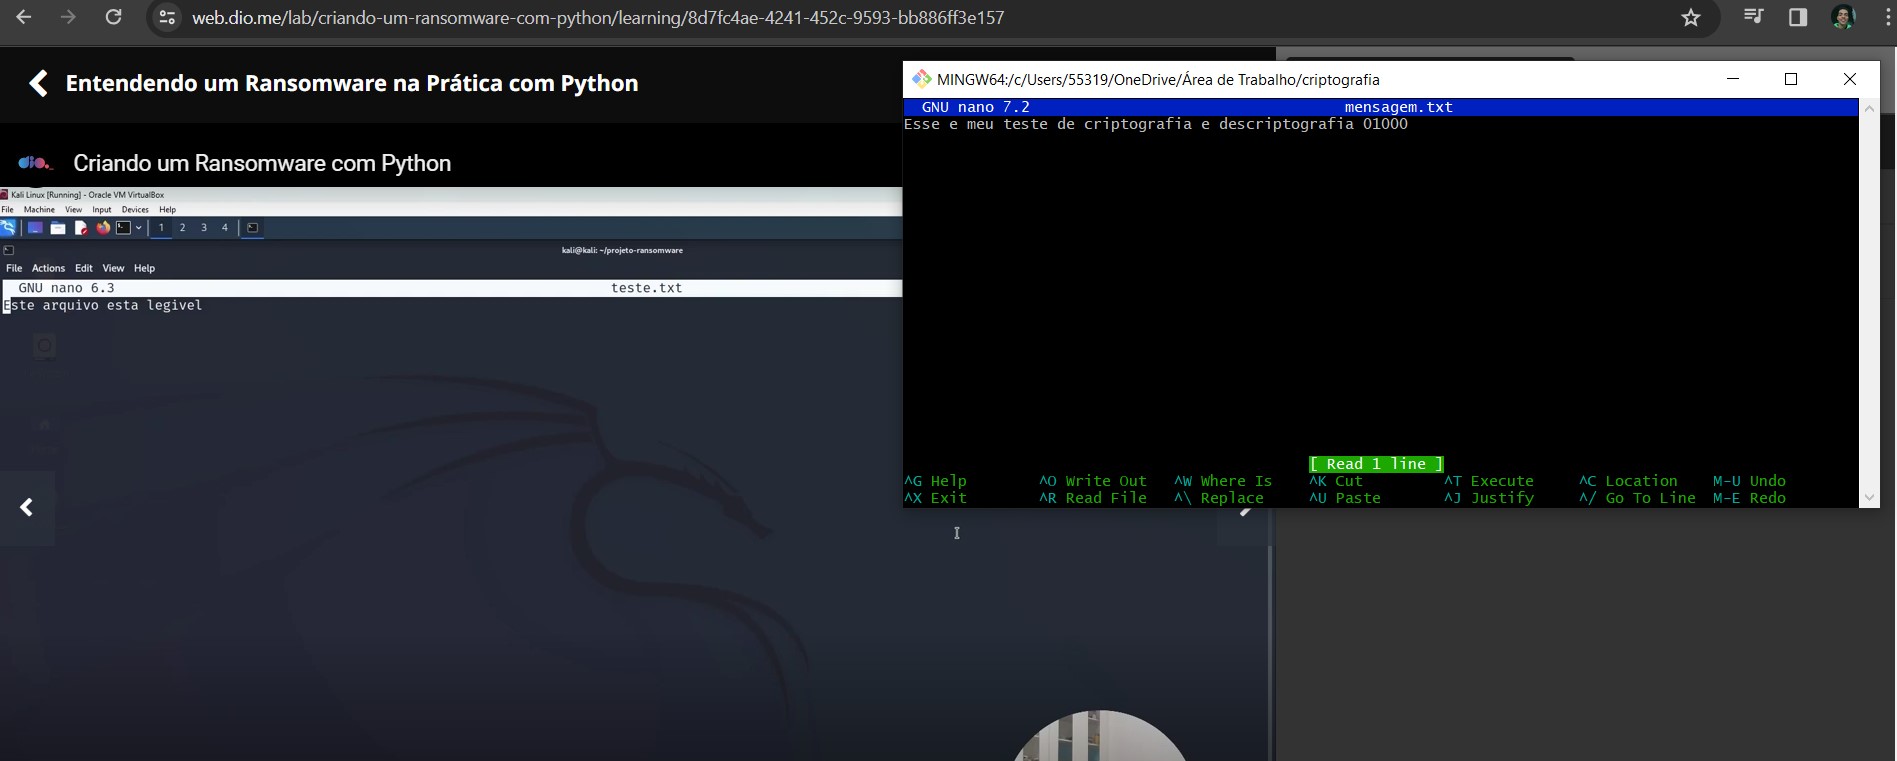 web.dio.me/lab/criando-um-ransomware-com-python/learning/8d7fc4ae-4241-452c-9593-bb886ff3e157
Entendendo um Ransomware na Prática com Python
dio.
Criando um Ransomware com Python
Kali Linux [Running] - Oracle VM VirtualBox
File Machine View Input Devices Help
1 2 3 4
kali@kali: ~/projeto-ransomware
File Actions Edit View Help
GNU nano 6.3 teste.txt
Este arquivo esta legivel
MINGW64:/c/Users/55319/OneDrive/Área de Trabalho/criptografia
GNU nano 7.2 mensagem.txt
Esse e meu teste de criptografia e descriptografia 01000
[ Read 1 line ]
^G Help ^O Write Out ^W Where Is ^K Cut ^T Execute ^C Location M-U Undo
^X Exit ^R Read File ^\ Replace ^U Paste ^J Justify ^/ Go To Line M-E Redo